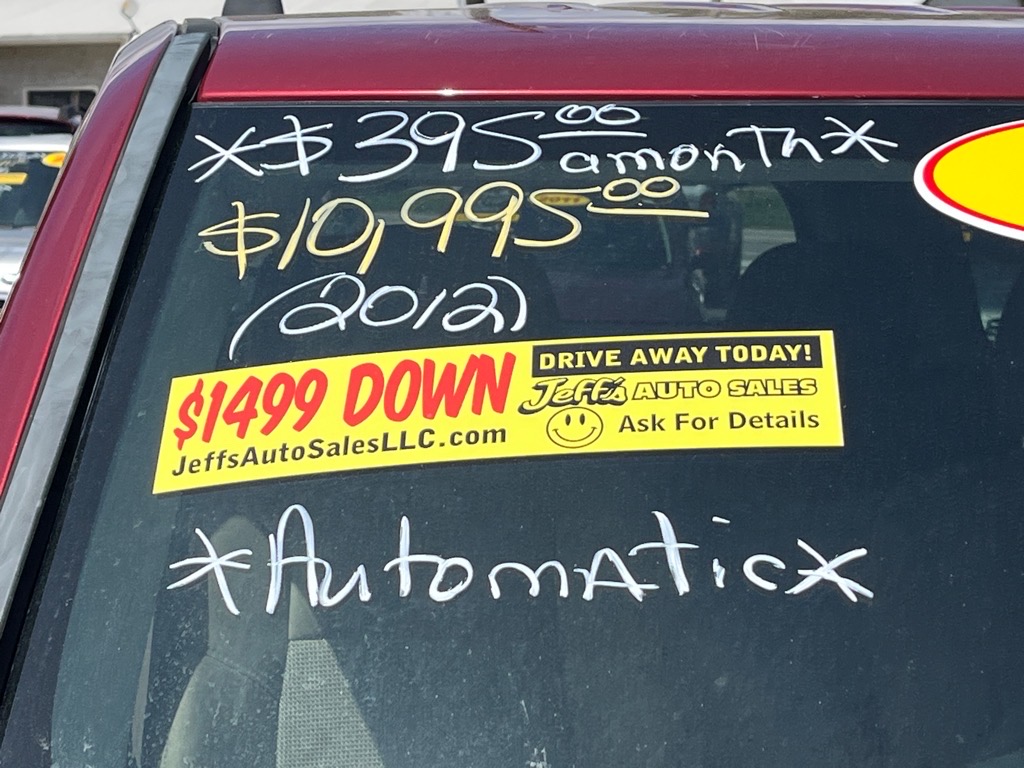 *$395.00 a month*
$10,995.00
(2012)
$1499 DOWN
JeffsAutoSalesLLC.com
DRIVE AWAY TODAY!
Jeff's AUTO SALES
Ask For Details
*Automatic*